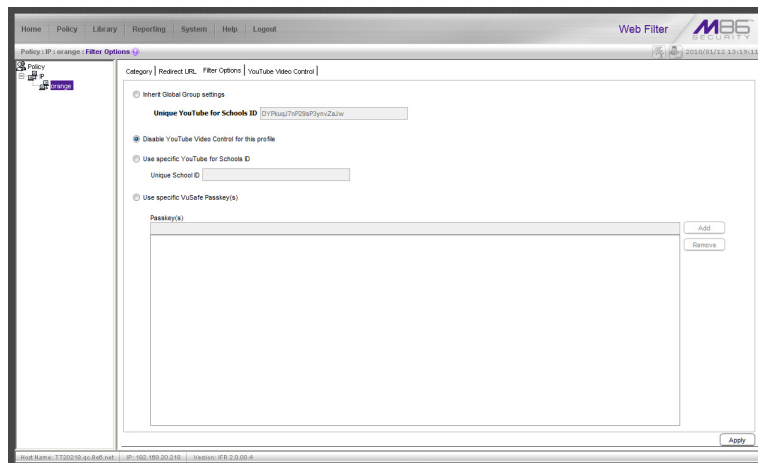 Home Policy Library Reporting System Help Logout
Web Filter
M86
SECURITY
Policy : IP : orange : Filter Options
2010/01/12 13:19:11
Policy
IP
orange
Category Redirect URL Filter Options YouTube Video Control
Inherit Global Group settings
Unique YouTube for Schools ID
Disable YouTube Video Control for this profile
Use specific YouTube for Schools ID
Unique School ID
Use specific VuSafe Passkey(s)
Passkey(s)
Add
Remove
Apply
Host Name: TT20218.qc.8e6.net IP: 192.168.20.218 Version: IFR 2.0.00.4